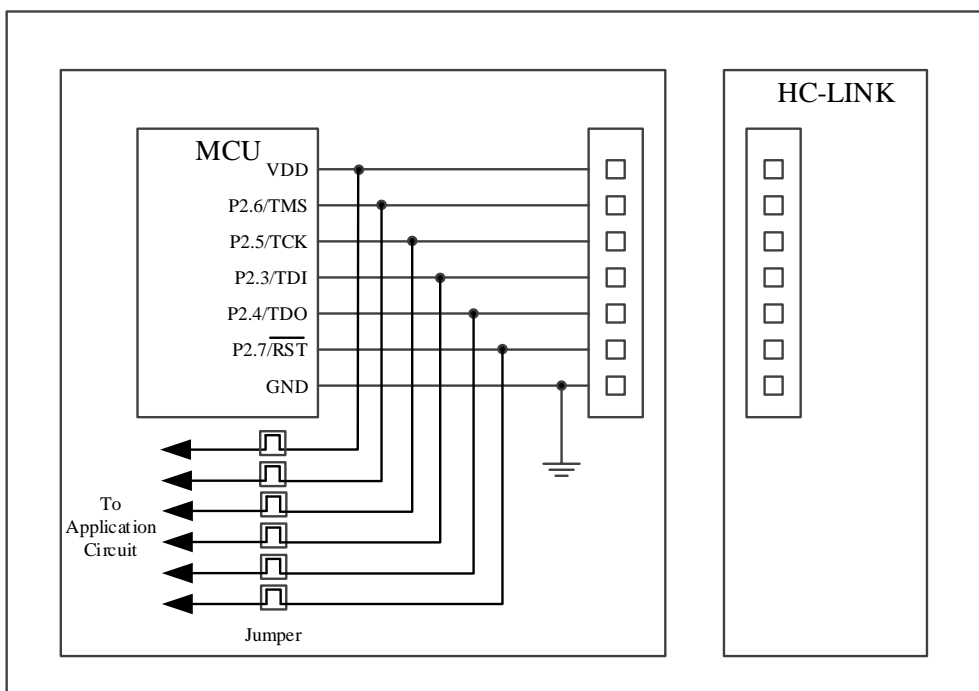 HC-LINK
MCU
VDD
P2.6/TMS
P2.5/TCK
P2.3/TDI
P2.4/TDO
P2.7/RST
GND
To
Application
Circuit
Jumper